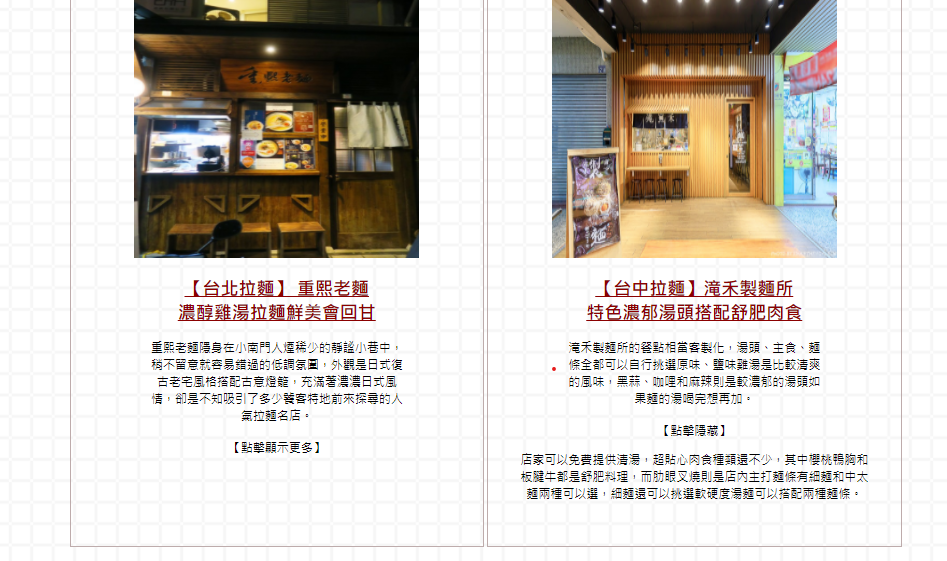 重熙老麵
滝禾製
製
麵
【台北拉麵】 重熙老麵
濃醇雞湯拉麵鮮美會回甘
重熙老麵隱身在小南門人煙稀少的靜謐小巷中，
稍不留意就容易錯過的低調氛圍，外觀是日式復
古老宅風格搭配古意燈籠，充滿著濃濃日式風
情，卻是不知吸引了多少饕客特地前來探尋的人
氣拉麵名店。
【點擊顯示更多】
【台中拉麵】滝禾製麵所
特色濃郁湯頭搭配舒肥肉食
滝禾製麵所的餐點相當客製化，湯頭、主食、麵
條全都可以自行挑選原味、鹽味雞湯是比較清爽
的風味，黑蒜、咖哩和麻辣則是較濃郁的湯頭如
果麵的湯喝完想再加。
【點擊隱藏】
店家可以免費提供清湯，超貼心肉食種類還不少，其中櫻桃鴨胸和
板腱牛都是舒肥料理，而肋眼叉燒則是店內主打麵條有細麵和中太
麵兩種可以選，細麵還可以挑選軟硬度湯麵可以搭配兩種麵條。